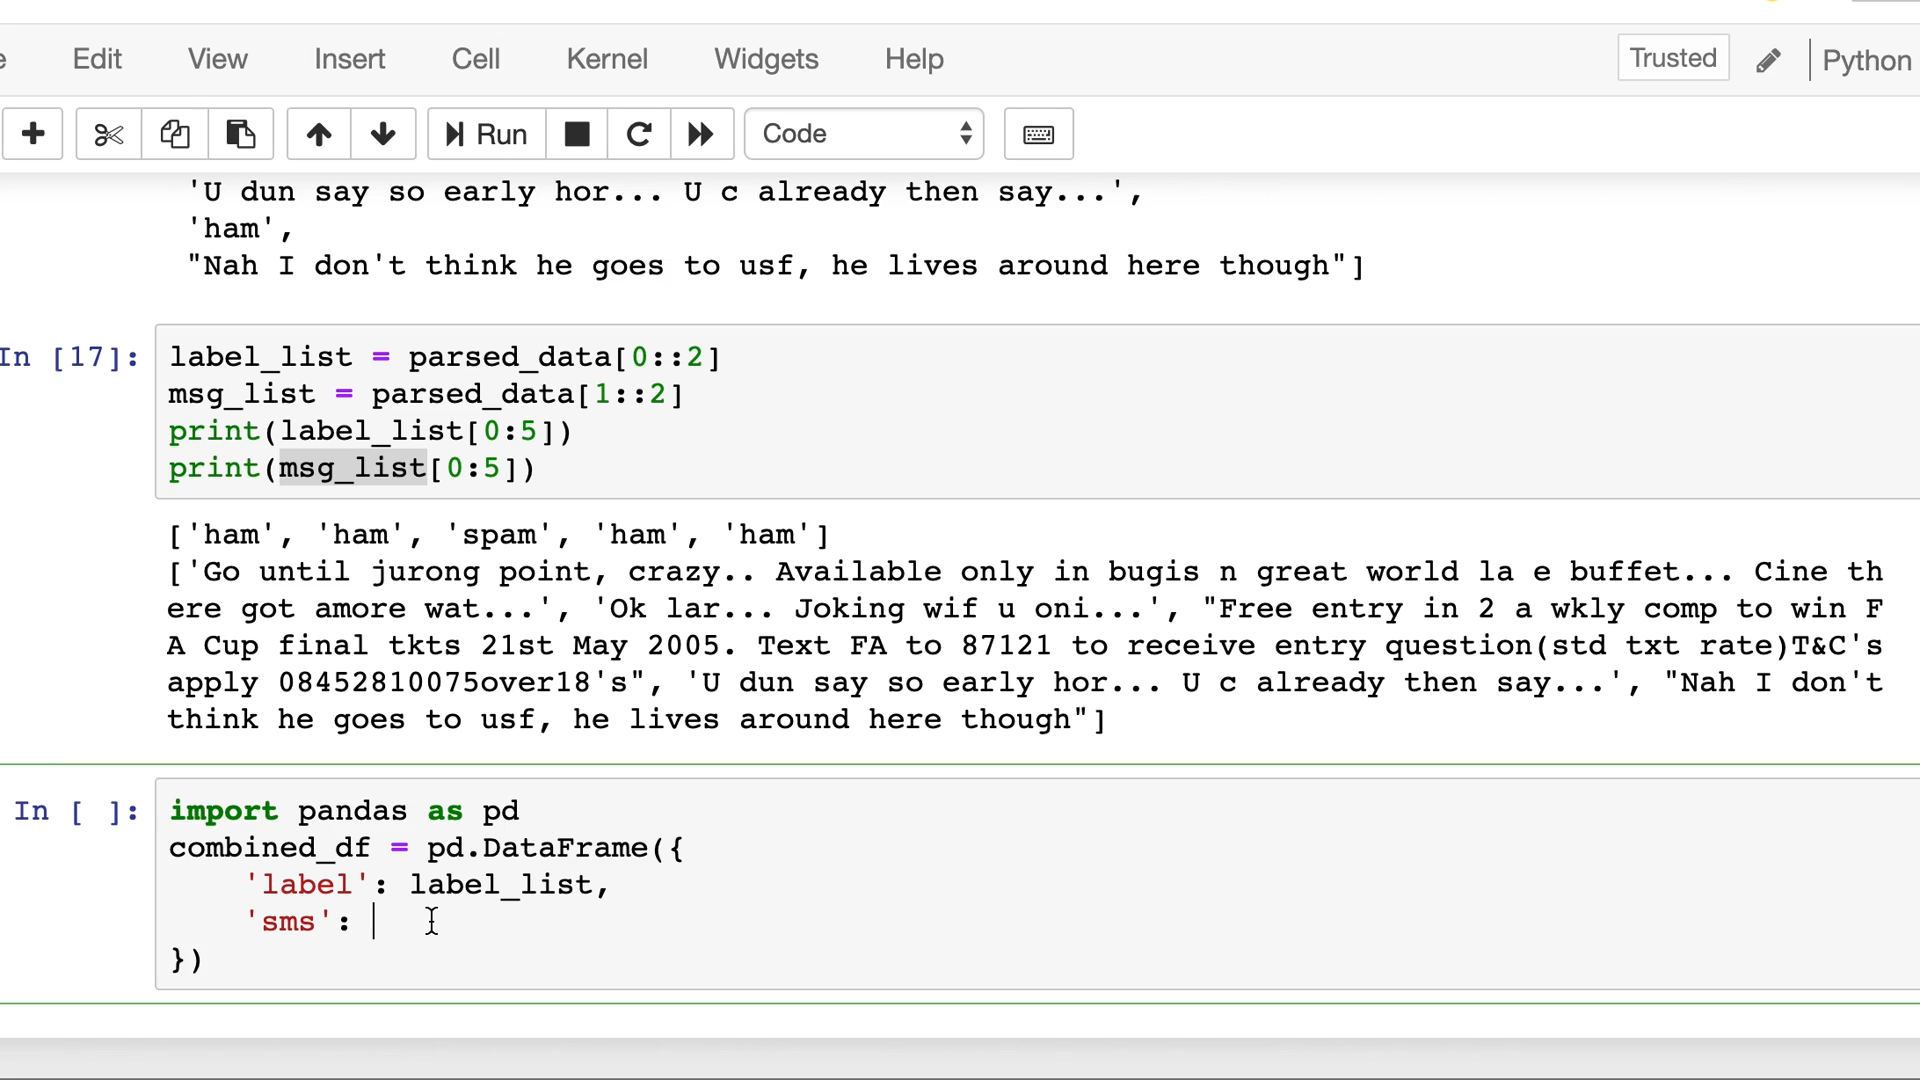 Edit View Insert Cell Kernel Widgets Help Trusted Python
Run Code
'U dun say so early hor... U c already then say...',
'ham',
"Nah I don't think he goes to usf, he lives around here though"]
In [17]: label_list = parsed_data[0::2]
msg_list = parsed_data[1::2]
print(label_list[0:5])
print(msg_list[0:5])
['ham', 'ham', 'spam', 'ham', 'ham']
['Go until jurong point, crazy.. Available only in bugis n great world la e buffet... Cine th
ere got amore wat...', 'Ok lar... Joking wif u oni...', "Free entry in 2 a wkly comp to win F
A Cup final tkts 21st May 2005. Text FA to 87121 to receive entry question(std txt rate)T&C's
apply 08452810075over18's", 'U dun say so early hor... U c already then say...', "Nah I don't
think he goes to usf, he lives around here though"]
In [ ]: import pandas as pd
combined_df = pd.DataFrame({
'label': label_list,
'sms':
})